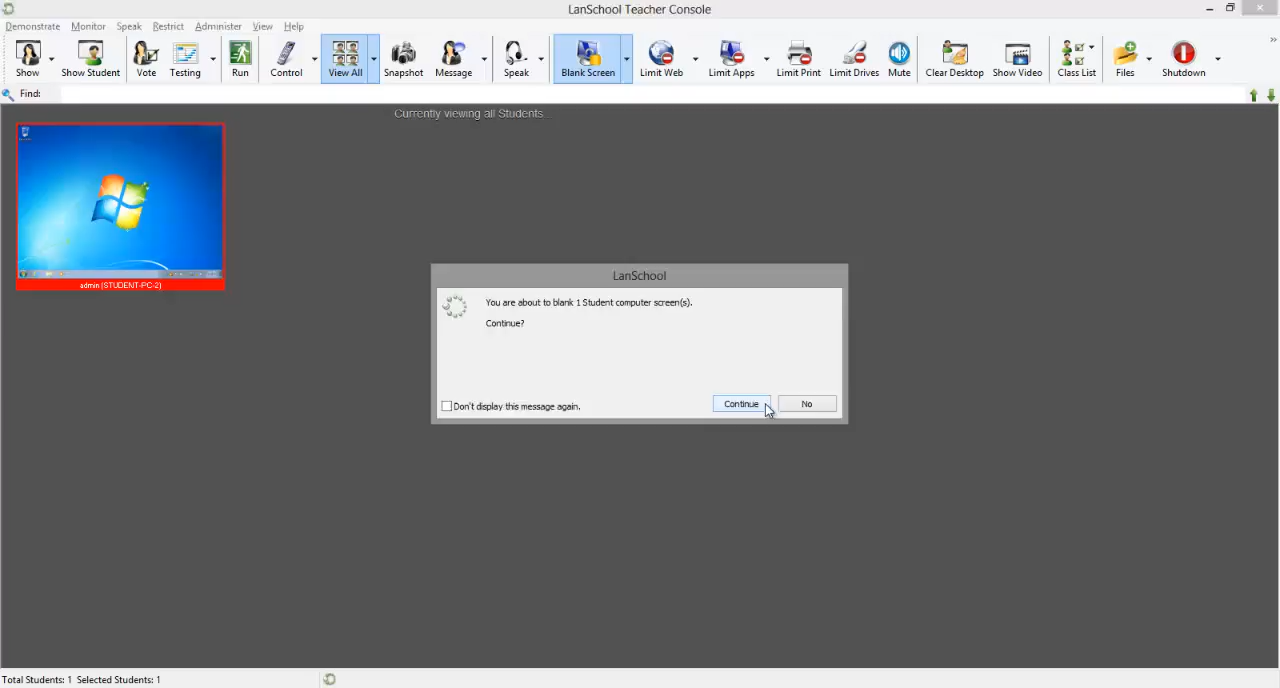 LanSchool Teacher Console
Demonstrate Monitor Speak Restrict Administer View Help
Show Show Student Vote Testing Run Control View All Snapshot Message Speak Blank Screen Limit Web Limit Apps Limit Print Limit Drives Mute Clear Desktop Show Video Class List Files Shutdown
Find:
Currently viewing all Students...
admin (STUDENT-PC-2)
LanSchool
You are about to blank 1 Student computer screen(s).
Continue?
Don't display this message again.
Continue No
Total Students: 1 Selected Students: 1